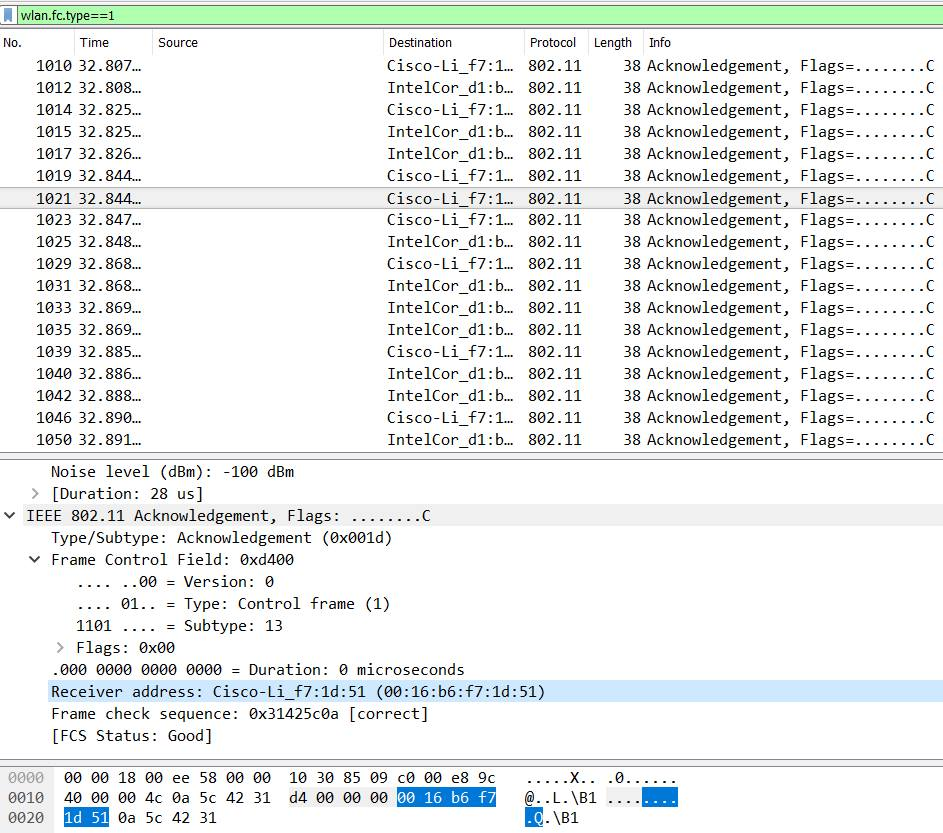 wlan.fc.type==1
No. Time Source Destination Protocol Length Info
1010 32.807… Cisco-Li_f7:1… 802.11 38 Acknowledgement, Flags=........C
1012 32.808… IntelCor_d1:b… 802.11 38 Acknowledgement, Flags=........C
1014 32.825… Cisco-Li_f7:1… 802.11 38 Acknowledgement, Flags=........C
1015 32.825… IntelCor_d1:b… 802.11 38 Acknowledgement, Flags=........C
1017 32.826… IntelCor_d1:b… 802.11 38 Acknowledgement, Flags=........C
1019 32.844… Cisco-Li_f7:1… 802.11 38 Acknowledgement, Flags=........C
1021 32.844… Cisco-Li_f7:1… 802.11 38 Acknowledgement, Flags=........C
1023 32.847… Cisco-Li_f7:1… 802.11 38 Acknowledgement, Flags=........C
1025 32.848… IntelCor_d1:b… 802.11 38 Acknowledgement, Flags=........C
1029 32.868… Cisco-Li_f7:1… 802.11 38 Acknowledgement, Flags=........C
1031 32.868… IntelCor_d1:b… 802.11 38 Acknowledgement, Flags=........C
1033 32.869… IntelCor_d1:b… 802.11 38 Acknowledgement, Flags=........C
1035 32.869… IntelCor_d1:b… 802.11 38 Acknowledgement, Flags=........C
1039 32.885… Cisco-Li_f7:1… 802.11 38 Acknowledgement, Flags=........C
1040 32.886… IntelCor_d1:b… 802.11 38 Acknowledgement, Flags=........C
1042 32.888… IntelCor_d1:b… 802.11 38 Acknowledgement, Flags=........C
1046 32.890… Cisco-Li_f7:1… 802.11 38 Acknowledgement, Flags=........C
1050 32.891… IntelCor_d1:b… 802.11 38 Acknowledgement, Flags=........C
Noise level (dBm): -100 dBm
[Duration: 28 us]
IEEE 802.11 Acknowledgement, Flags: ........C
Type/Subtype: Acknowledgement (0x001d)
Frame Control Field: 0xd400
.... ..00 = Version: 0
.... 01.. = Type: Control frame (1)
1101 .... = Subtype: 13
Flags: 0x00
.000 0000 0000 0000 = Duration: 0 microseconds
Receiver address: Cisco-Li_f7:1d:51 (00:16:b6:f7:1d:51)
Frame check sequence: 0x31425c0a [correct]
[FCS Status: Good]
0000 00 00 18 00 ee 58 00 00 10 30 85 09 c0 00 e8 9c .....X.. .0......
0010 40 00 00 4c 0a 5c 42 31 d4 00 00 00 00 16 b6 f7 @..L.\B1 ........
0020 1d 51 0a 5c 42 31 .Q.\B1